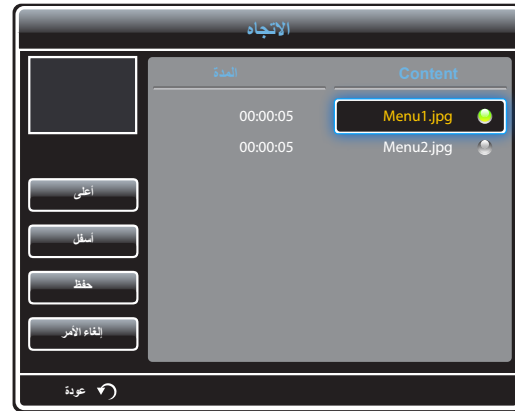 الاتجاه
Content المدة
Menu1.jpg 00:00:05
Menu2.jpg 00:00:05
أعلى
أسفل
حفظ
إلغاء الأمر
عودة